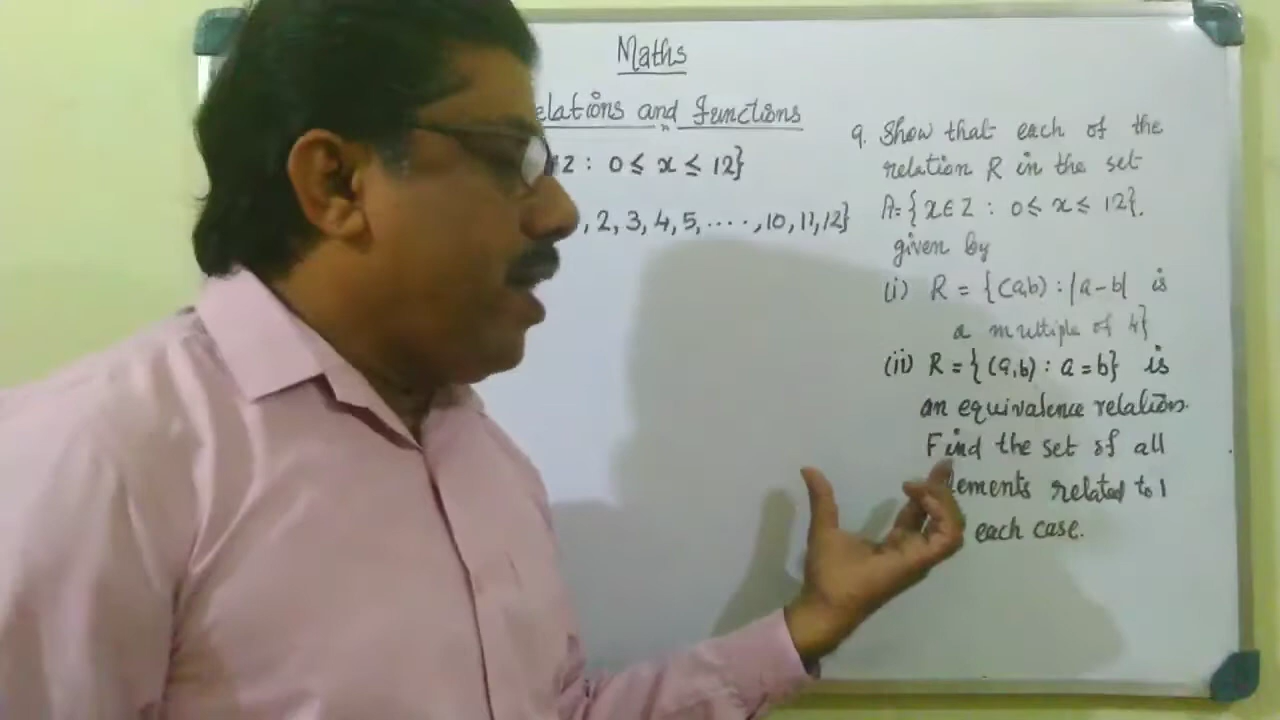 Maths
elations and Functions
Z : 0 ≤ x ≤ 12}
, 2, 3, 4, 5, ....., 10, 11, 12}
9. Show that each of the
relation R in the set
A= {x∈Z : 0≤ x ≤ 12}.
given by
(i) R = {(a,b) : |a-b| is
a multiple of 4}
(ii) R = { (a,b) : a = b} is
an equivalence relation.
Find the set of all
lements related to 1
each case.